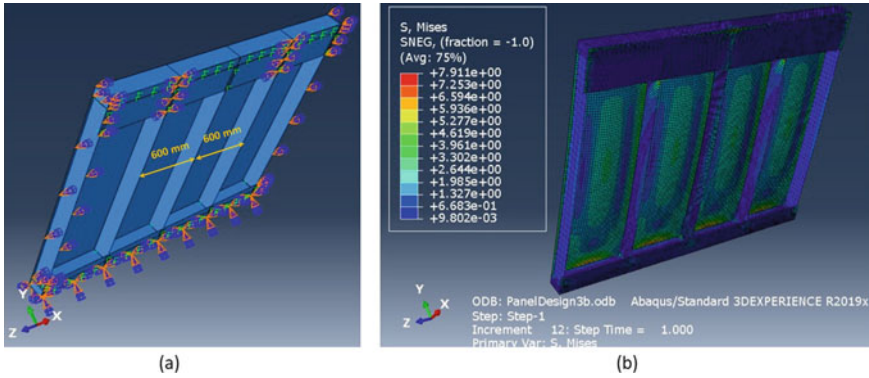 600 mm
600 mm
Y
Z
X
(a)
S, Mises
SNEG, (fraction = -1.0)
(Avg: 75%)
+7.911e+00
+7.253e+00
+6.594e+00
+5.936e+00
+5.277e+00
+4.619e+00
+3.961e+00
+3.302e+00
+2.644e+00
+1.985e+00
+1.327e+00
+6.683e-01
+9.802e-03
Y
Z
X
ODB: PanelDesign3b.odb Abaqus/Standard 3DEXPERIENCE R2019x
Step: Step-1
Increment 12: Step Time = 1.000
Primary Var: S, Mises
(b)